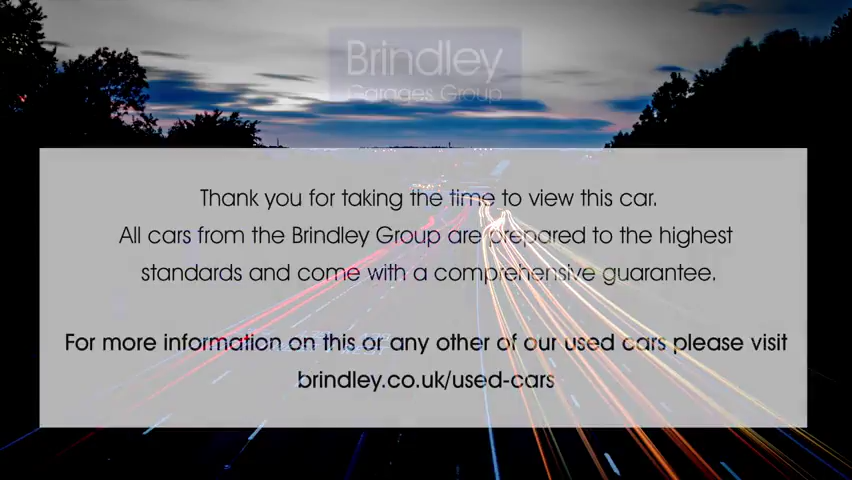 Brindley
Garages Group
Thank you for taking the time to view this car.
All cars from the Brindley Group are prepared to the highest
standards and come with a comprehensive guarantee.
For more information on this or any other of our used cars please visit
brindley.co.uk/used-cars